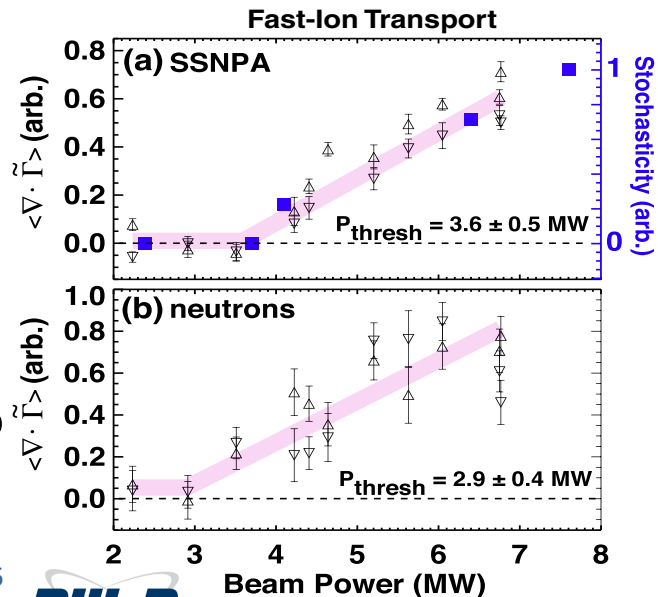 Fast-Ion Transport
(a) SSNPA
<∇· Γ̃> (arb.)
0.8
0.6
0.4
0.2
0.0
1
0
Stochasticity (arb.)
Pthresh = 3.6 ± 0.5 MW
(b) neutrons
<∇· Γ̃> (arb.)
1.0
0.8
0.6
0.4
0.2
0.0
Pthresh = 2.9 ± 0.4 MW
2 3 4 5 6 7 8
Beam Power (MW)